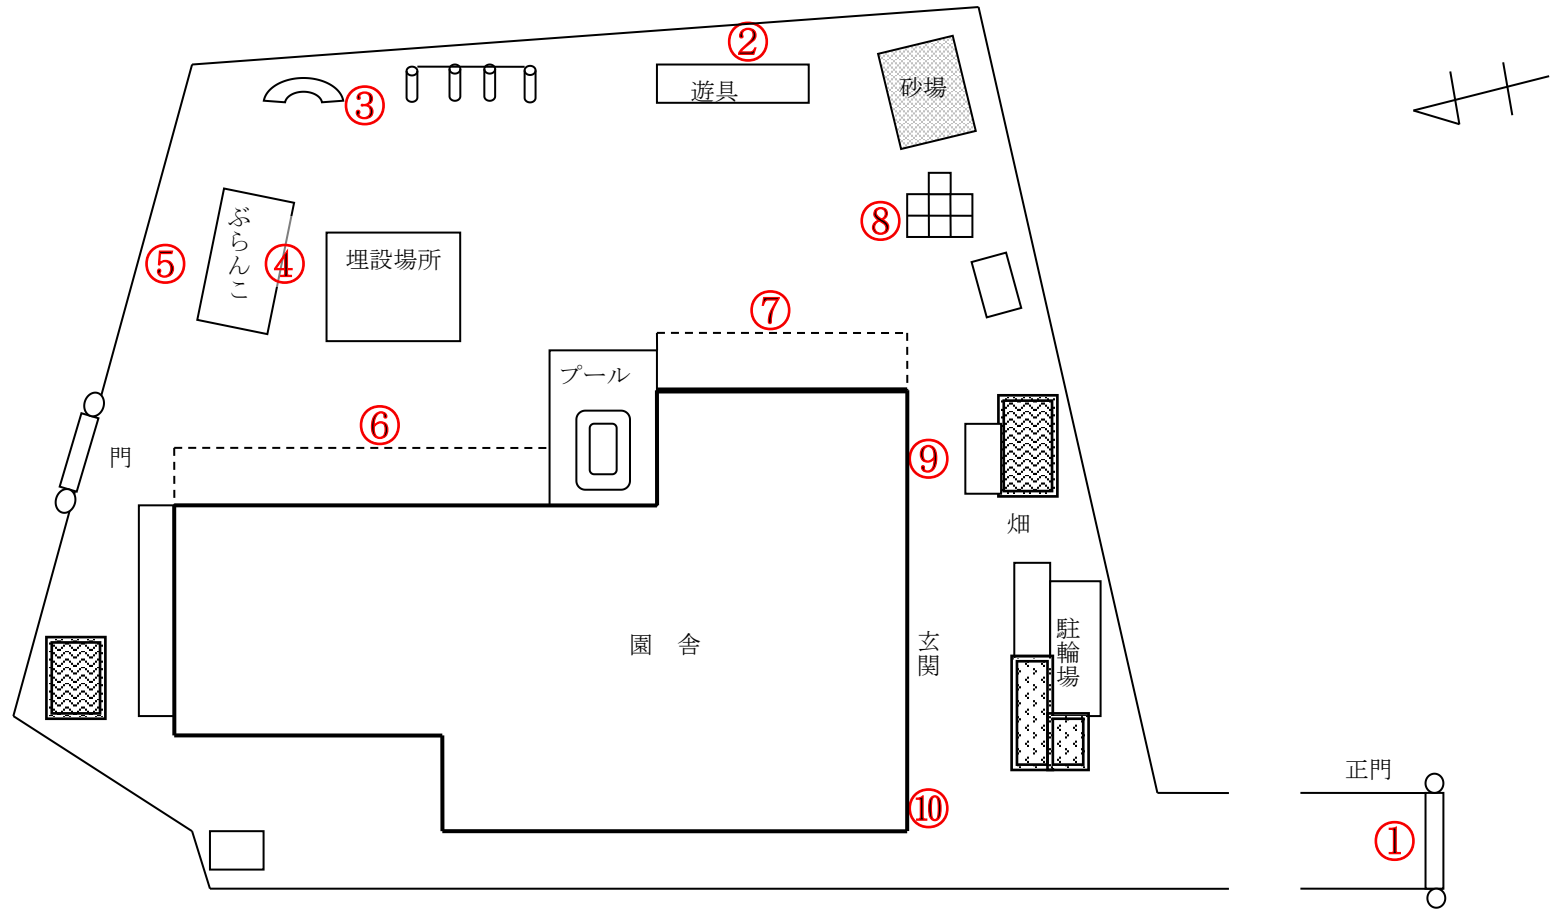 ②
遊具
砂場
③
⑧
ぶらんこ
④
⑤
埋設場所
⑦
プール
⑥
門
⑨
畑
園 舎
玄関
駐輪場
正門
⑩
①